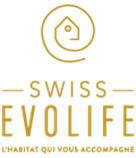 SWISS
EVOLIFE
L'HABITAT QUI VOUS ACCOMPAGNE